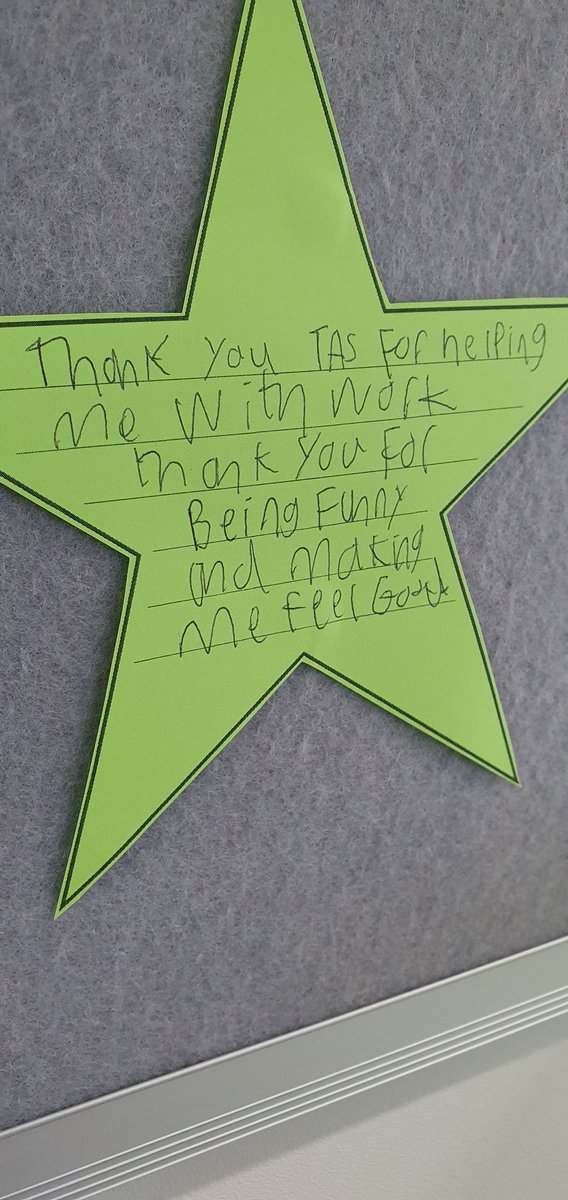 Thank you TAS For helping
Me With Work
thank you For
Being Funny
and Making
Me Feel Good